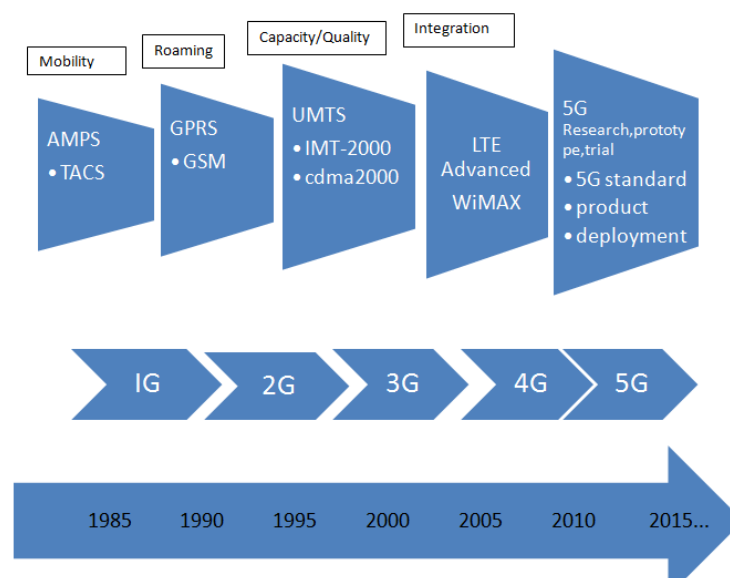 Mobility
Roaming
Capacity/Quality
Integration
AMPS
• TACS
GPRS
• GSM
UMTS
• IMT-2000
• cdma2000
LTE
Advanced
WiMAX
5G
Research,prototy
pe,trial
• 5G standard
• product
• deployment
IG
2G
3G
4G
5G
1985
1990
1995
2000
2005
2010
2015...